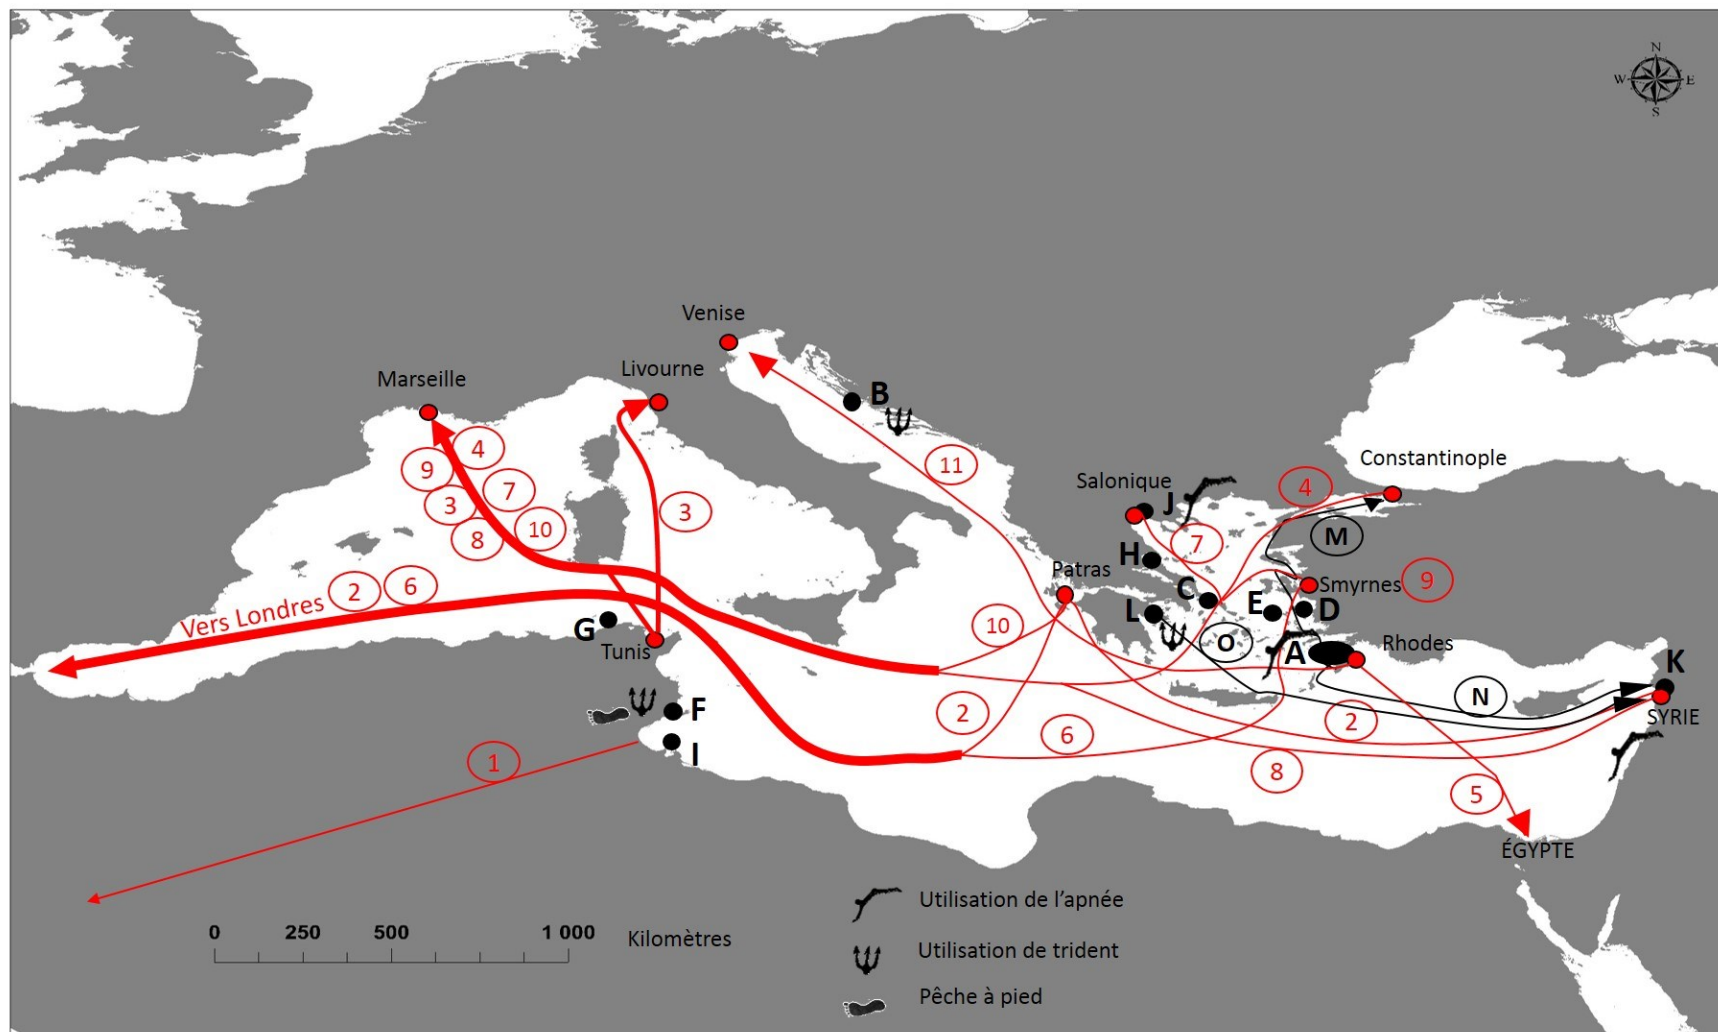 N
W E
S
Venise
Livourne
Marseille
B
4
9
11
Constantinople
Salonique
J
4
3
7
3
8
10
7
M
H
Patras
Smyrnes
9
2
6
Vers Londres
C
L
E
D
G
Tunis
10
O
A
Rhodes
K
N
SYRIE
F
2
6
2
I
1
8
5
ÉGYPTE
Utilisation de l'apnée
0 250 500 1 000 Kilomètres
Utilisation de trident
Pêche à pied